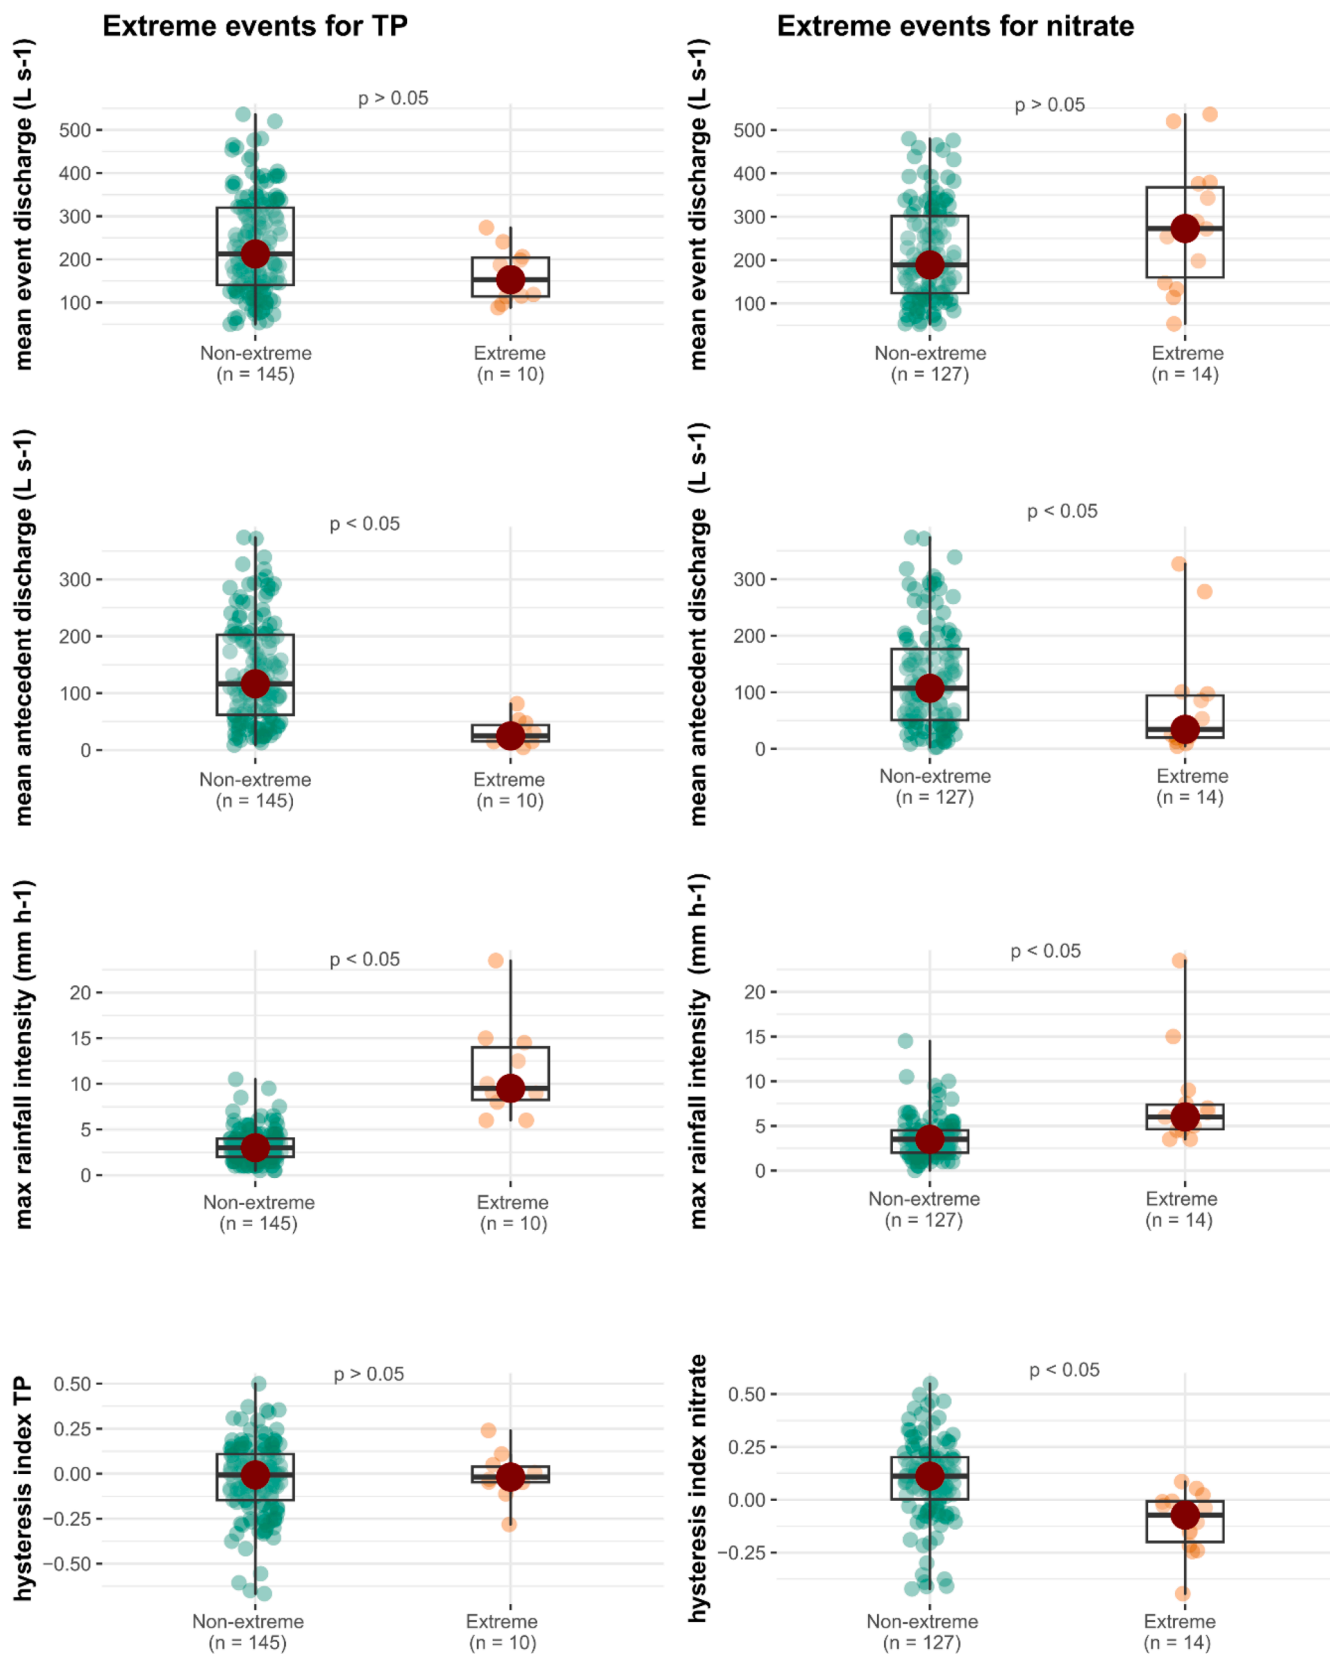 Extreme events for TP
Extreme events for nitrate
mean event discharge (L s-1)
p > 0.05
500
400
300
200
100
Non-extreme
(n = 145)
Extreme
(n = 10)
mean event discharge (L s-1)
p > 0.05
500
400
300
200
100
Non-extreme
(n = 127)
Extreme
(n = 14)
mean antecedent discharge (L s-1)
p < 0.05
300
200
100
0
Non-extreme
(n = 145)
Extreme
(n = 10)
mean antecedent discharge (L s-1)
p < 0.05
300
200
100
0
Non-extreme
(n = 127)
Extreme
(n = 14)
max rainfall intensity (mm h-1)
p < 0.05
20
15
10
5
0
Non-extreme
(n = 145)
Extreme
(n = 10)
max rainfall intensity (mm h-1)
p < 0.05
20
15
10
5
0
Non-extreme
(n = 127)
Extreme
(n = 14)
hysteresis index TP
p > 0.05
0.50
0.25
0.00
−0.25
−0.50
Non-extreme
(n = 145)
Extreme
(n = 10)
hysteresis index nitrate
p < 0.05
0.50
0.25
0.00
−0.25
Non-extreme
(n = 127)
Extreme
(n = 14)